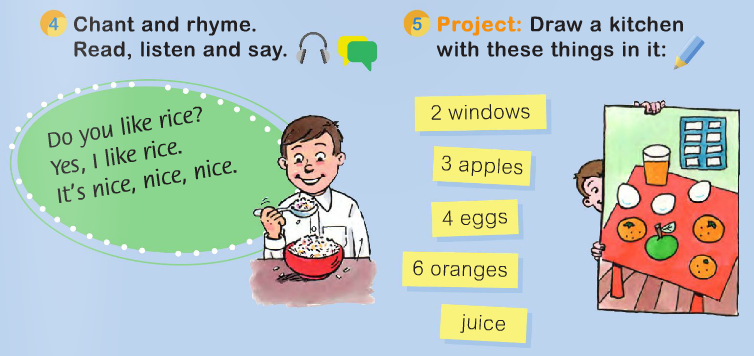 4 Chant and rhyme.
Read, listen and say.
Do you like rice?
Yes, I like rice.
It's nice, nice, nice.
5 Project: Draw a kitchen
with these things in it:
2 windows
3 apples
4 eggs
6 oranges
juice